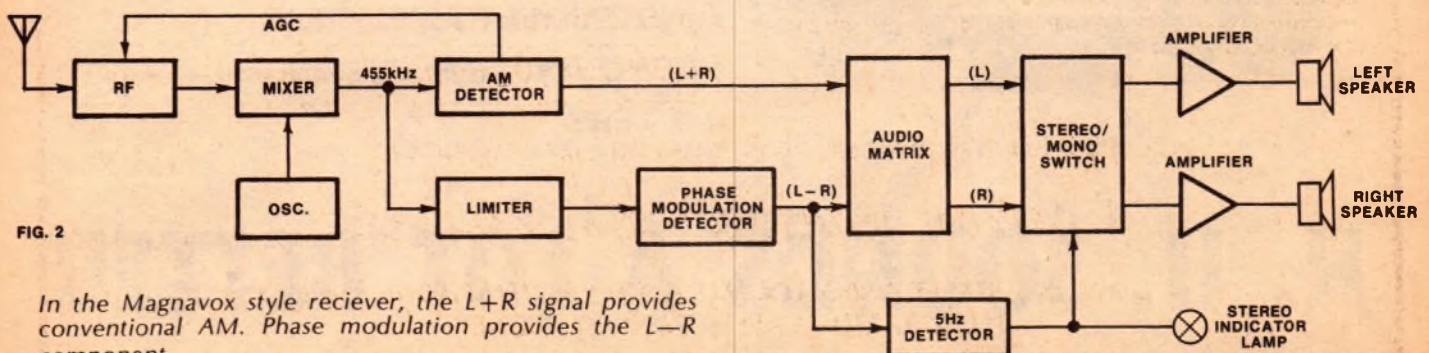 AGC
RF
MIXER
455kHz
AM
DETECTOR
(L+R)
OSC.
LIMITER
PHASE
MODULATION
DETECTOR
(L−R)
AUDIO
MATRIX
(L)
(R)
STEREO/
MONO
SWITCH
AMPLIFIER
LEFT
SPEAKER
AMPLIFIER
RIGHT
SPEAKER
5Hz
DETECTOR
STEREO
INDICATOR
LAMP
FIG. 2
In the Magnavox style reciever, the L+R signal provides
conventional AM. Phase modulation provides the L—R